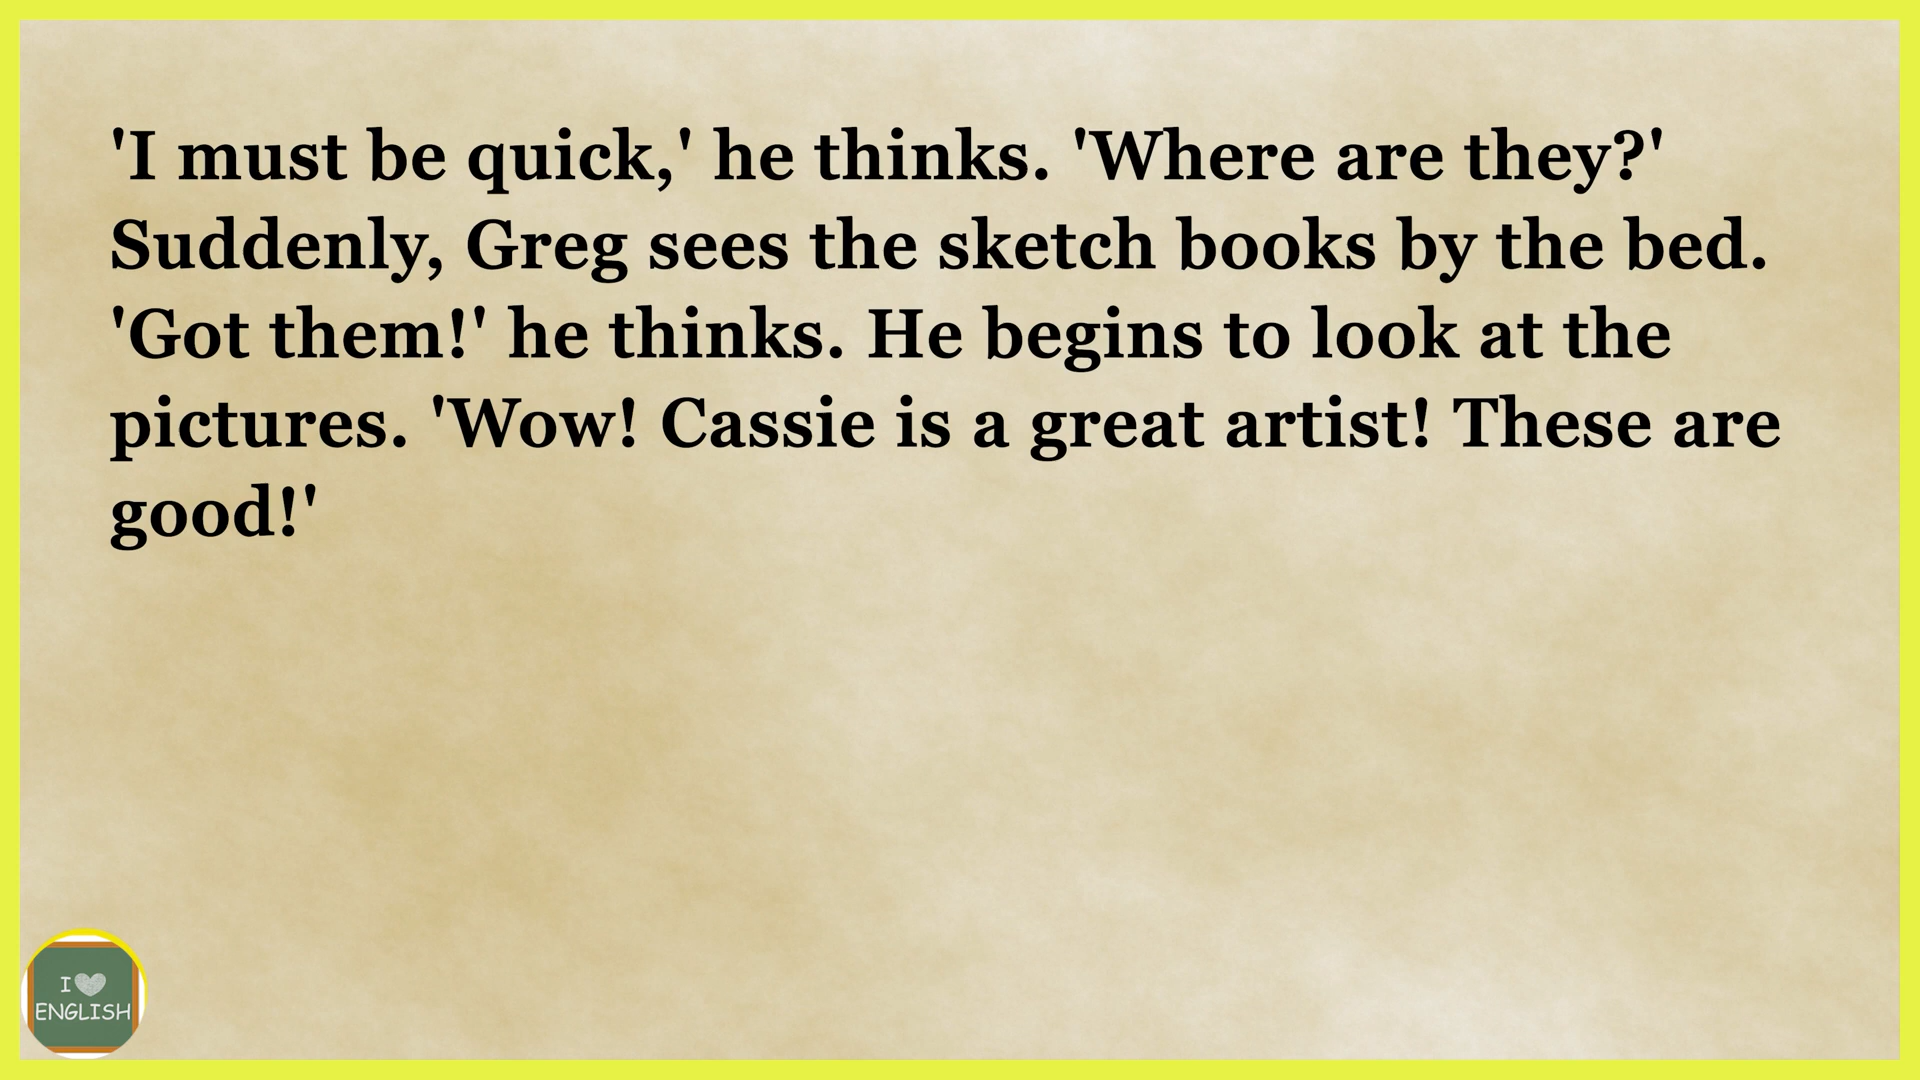 'I must be quick,' he thinks. 'Where are they?'
Suddenly, Greg sees the sketch books by the bed.
'Got them!' he thinks. He begins to look at the
pictures. 'Wow! Cassie is a great artist! These are
good!'
I
ENGLISH